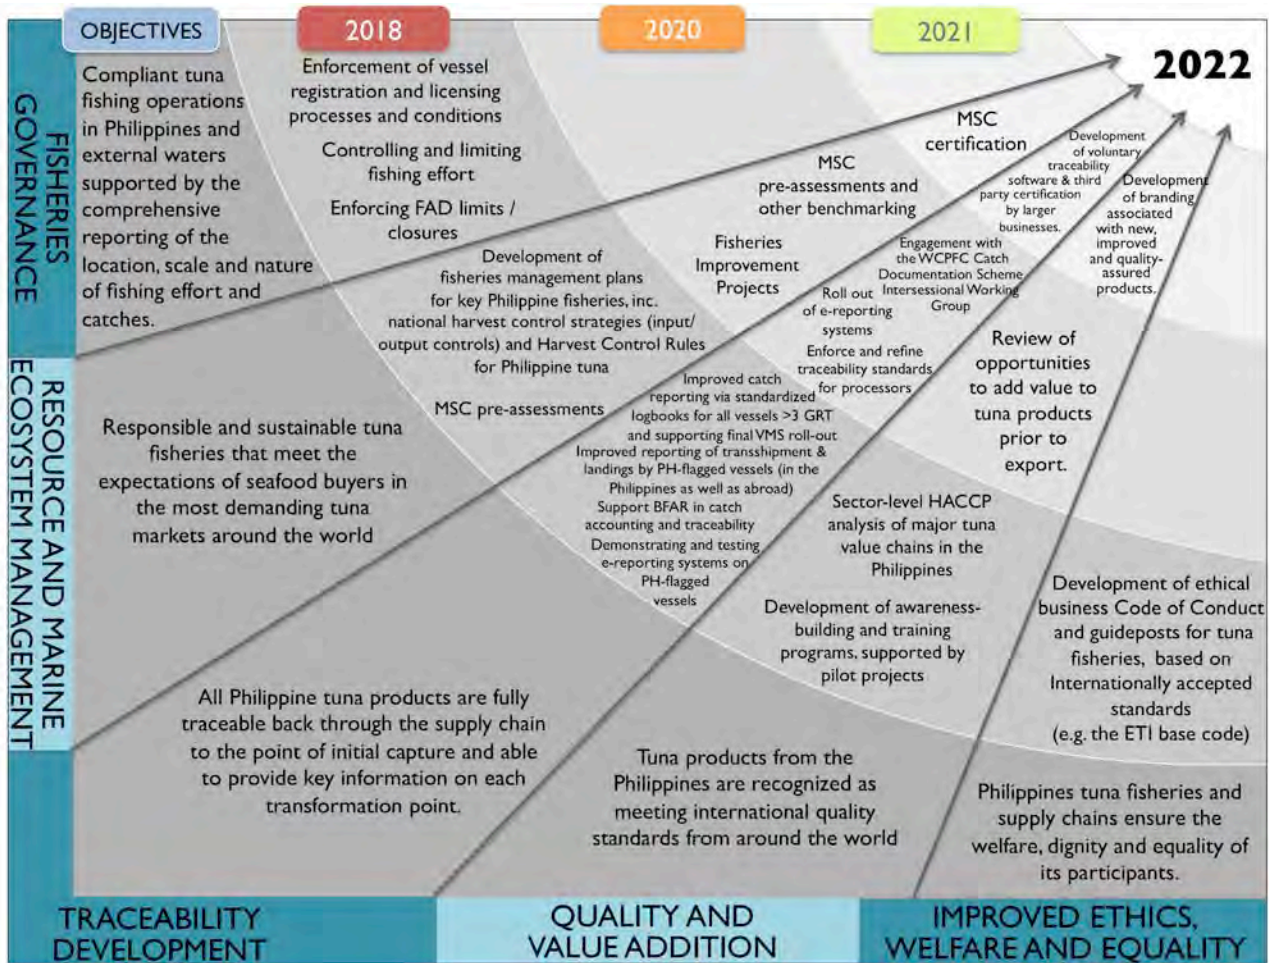 OBJECTIVES
2018
2020
2021
2022
FISHERIES
GOVERNANCE
Compliant tuna
fishing operations
in Philippines and
external waters
supported by the
comprehensive
reporting of the
location, scale and nature
of fishing effort and
catches.
Enforcement of vessel
registration and licensing
processes and conditions
Controlling and limiting
fishing effort
Enforcing FAD limits /
closures
RESOURCE AND MARINE
ECOSYSTEM MANAGEMENT
Responsible and sustainable tuna
fisheries that meet the
expectations of seafood buyers in
the most demanding tuna
markets around the world
Development of
fisheries management plans
for key Philippine fisheries, inc.
national harvest control strategies (input/
output controls) and Harvest Control Rules
for Philippine tuna
MSC pre-assessments
MSC
pre-assessments and
other benchmarking
Fisheries
Improvement
Projects
MSC
certification
TRACEABILITY
DEVELOPMENT
All Philippine tuna products are fully
traceable back through the supply chain
to the point of initial capture and able
to provide key information on each
transformation point.
Improved catch
reporting via standardized
logbooks for all vessels >3 GRT
and supporting final VMS roll-out
Improved reporting of transshipment &
landings by PH-flagged vessels (in the
Philippines as well as abroad)
Support BFAR in catch
accounting and traceability
Demonstrating and testing
e-reporting systems on
PH-flagged
vessels
Engagement with
the WCPFC Catch
Documentation Scheme
Intersessional Working
Group
Roll out
of e-reporting
systems
Enforce and refine
traceability standards
for processors
Development
of voluntary
traceability
software & third
party certification
by larger
businesses.
QUALITY AND
VALUE ADDITION
Tuna products from the
Philippines are recognized as
meeting international quality
standards from around the world
Sector-level HACCP
analysis of major tuna
value chains in the
Philippines
Development of awareness-
building and training
programs, supported by
pilot projects
Review of
opportunities
to add value to
tuna products
prior to
export.
Development
of branding
associated
with new,
improved
and quality-
assured
products.
IMPROVED ETHICS,
WELFARE AND EQUALITY
Philippines tuna fisheries and
supply chains ensure the
welfare, dignity and equality of
its participants.
Development of ethical
business Code of Conduct
and guideposts for tuna
fisheries, based on
Internationally accepted
standards
(e.g. the ETI base code)